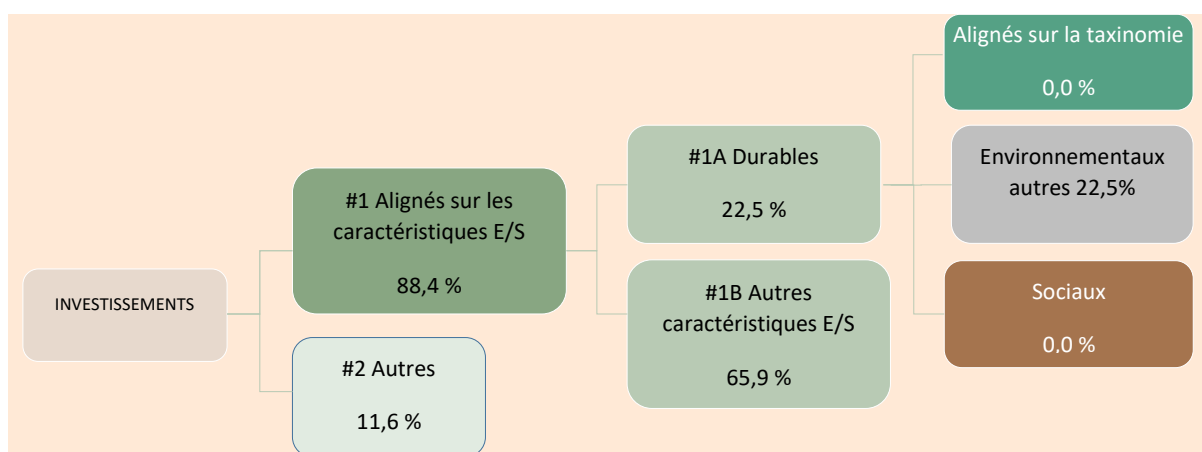 INVESTISSEMENTS
#1 Alignés sur les
caractéristiques E/S
88,4 %
#2 Autres
11,6 %
#1A Durables
22,5 %
#1B Autres
caractéristiques E/S
65,9 %
Alignés sur la taxinomie
0,0 %
Environnementaux
autres 22,5%
Sociaux
0,0 %